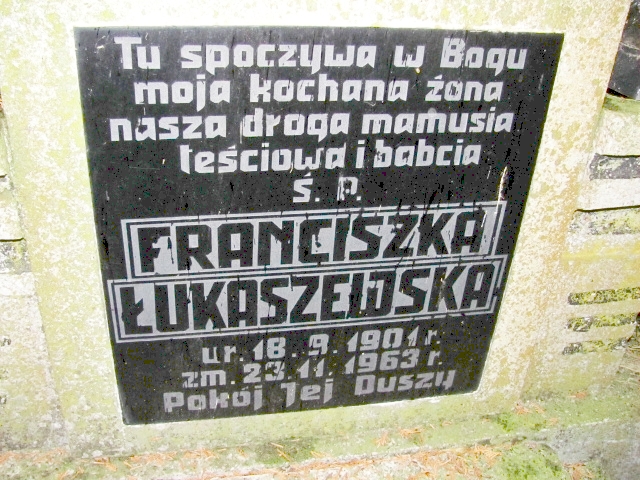 Tu spoczywa w Bogu
moja kochana żona
nasza droga mamusia
teściowa i babcia
Ś. P.
FRANCISZKA
ŁUKASZEWSKA
ur. 18. 9. 1901 r.
zm. 23. 11. 1963 r.
Pokój Jej Duszy